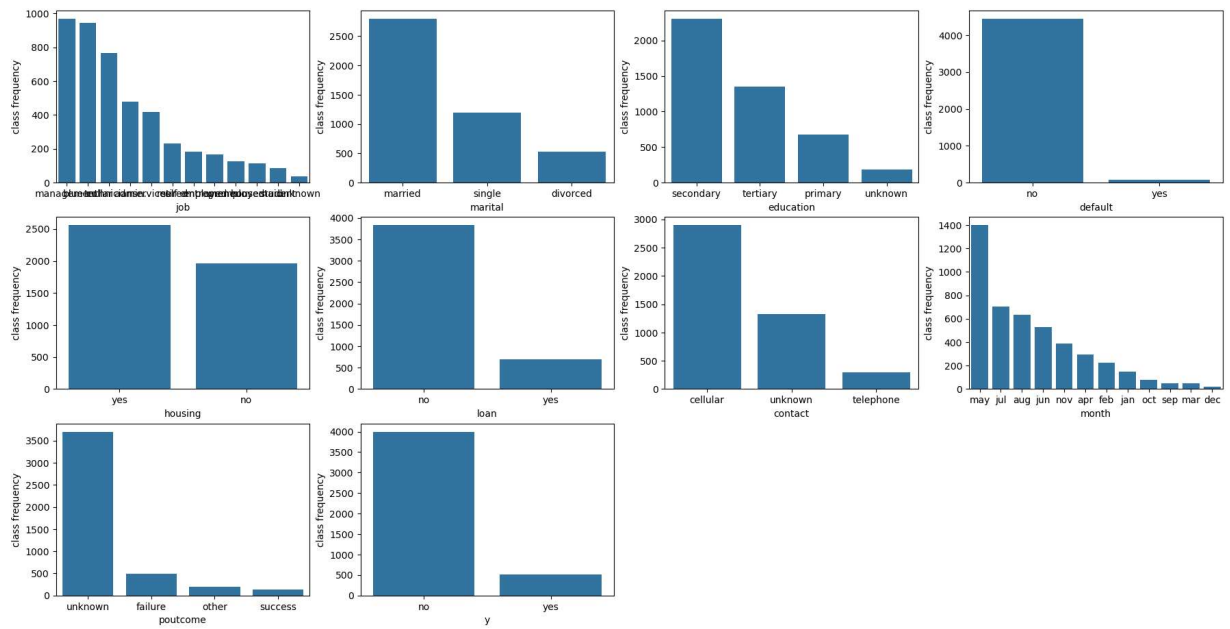 1000
800
600
400
200
0
class frequency
management
unknown
job
2500
2000
1500
1000
500
0
class frequency
married single divorced
marital
2000
1500
1000
500
0
class frequency
secondary tertiary primary unknown
education
4000
3000
2000
1000
0
class frequency
no yes
default
2500
2000
1500
1000
500
0
class frequency
yes no
housing
4000
3500
3000
2500
2000
1500
1000
500
0
class frequency
no yes
loan
3000
2500
2000
1500
1000
500
0
class frequency
cellular unknown telephone
contact
1400
1200
1000
800
600
400
200
0
class frequency
may jul aug jun nov apr feb jan oct sep mar dec
month
3500
3000
2500
2000
1500
1000
500
0
class frequency
unknown failure other success
poutcome
4000
3500
3000
2500
2000
1500
1000
500
0
class frequency
no yes
y